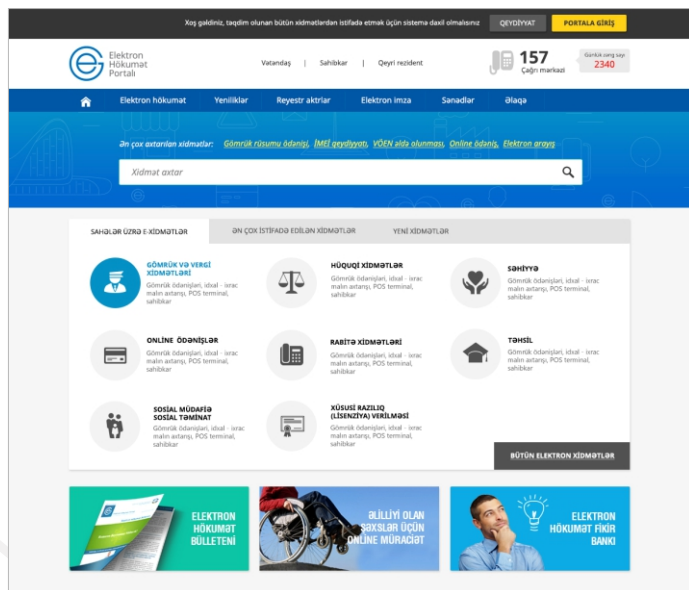 Xoş gəldiniz, təqdim olunan bütün xidmətlərdən istifadə etmək üçün sistemə daxil olmalısınız
QEYDİYYAT
PORTALA GİRİŞ
Elektron
Hökumət
Portalı
Vətəndaş | Sahibkar | Qeyri rezident
157
Çağrı mərkəzi
Günlük zəng sayı
2340
Elektron hökumət
Yeniliklər
Reyestr aktrlar
Elektron imza
Sənədlər
Əlaqə
Ən çox axtarılan xidmətlər: Gömrük rüsumu ödənişi, İMEİ qeydiyyatı, VÖEN əldə olunması, Online ödəniş, Elektron arayış
Xidmət axtar
SAHƏLƏR ÜZRƏ E-XİDMƏTLƏR
ƏN ÇOX İSTİFADƏ EDİLƏN XİDMƏTLƏR
YENİ XİDMƏTLƏR
GÖMRÜK VƏ VERGİ
XİDMƏTLƏRİ
Gömrük ödənişləri, idxal - ixrac
malın axtarışı, POS terminal,
sahibkar
HÜQUQİ XİDMƏTLƏR
Gömrük ödənişləri, idxal - ixrac
malın axtarışı, POS terminal,
sahibkar
SƏHİYYƏ
Gömrük ödənişləri, idxal - ixrac
malın axtarışı, POS terminal,
sahibkar
ONLINE ÖDƏNİŞLƏR
Gömrük ödənişləri, idxal - ixrac
malın axtarışı, POS terminal,
sahibkar
RABİTƏ XİDMƏTLƏRİ
Gömrük ödənişləri, idxal - ixrac
malın axtarışı, POS terminal,
sahibkar
TƏHSİL
Gömrük ödənişləri, idxal - ixrac
malın axtarışı, POS terminal,
sahibkar
SOSİAL MÜDAFİƏ
SOSİAL TƏMİNAT
Gömrük ödənişləri, idxal - ixrac
malın axtarışı, POS terminal,
sahibkar
XÜSUSİ RAZILIQ
(LİSENZİYA) VERİLMƏSİ
Gömrük ödənişləri, idxal - ixrac
malın axtarışı, POS terminal,
sahibkar
BÜTÜN ELEKTRON XİDMƏTLƏR
ELEKTRON
HÖKUMƏT
BÜLLETENİ
ƏLİLLİYİ OLAN
ŞƏXSLƏR ÜÇÜN
ONLİNE MÜRACİƏT
ELEKTRON
HÖKUMƏT FİKİR
BANKI